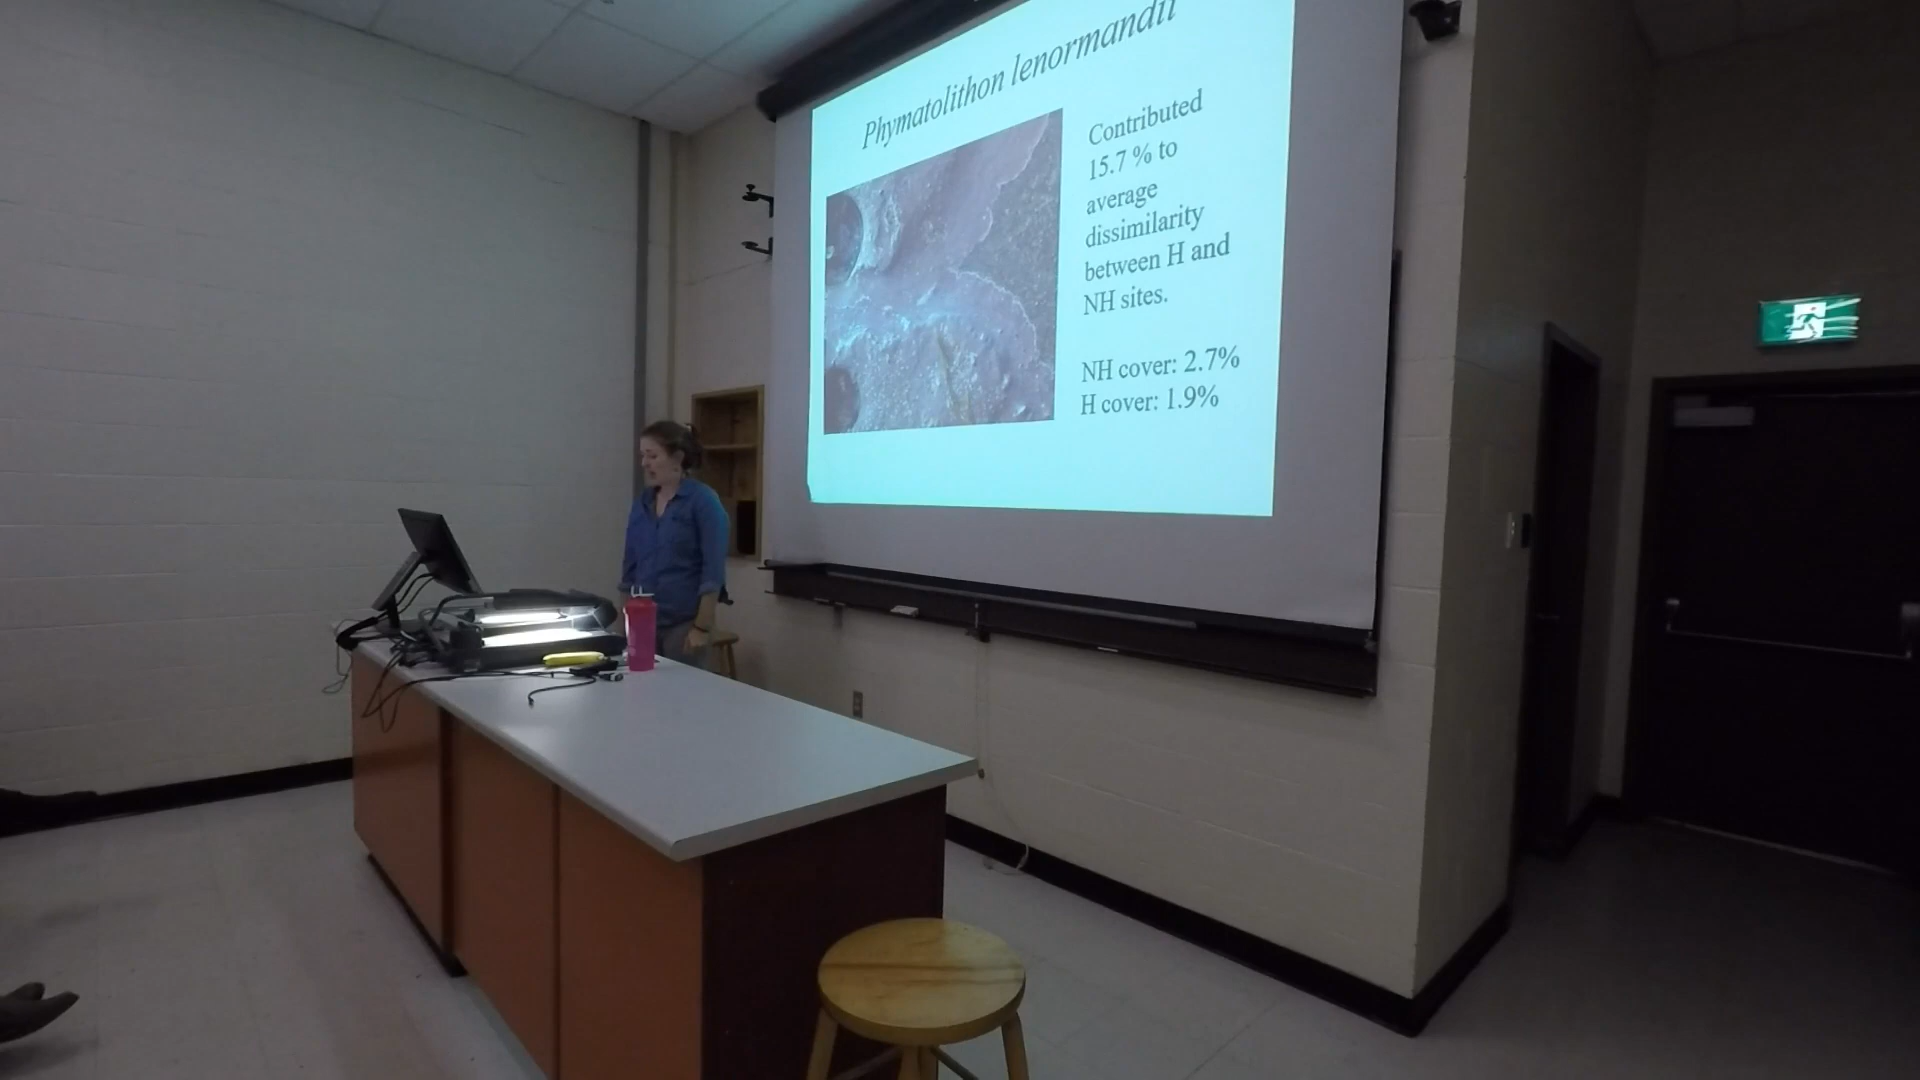 Phymatolithon lenormandii
Contributed
15.7 % to
average
dissimilarity
between H and
NH sites.
NH cover: 2.7%
H cover: 1.9%